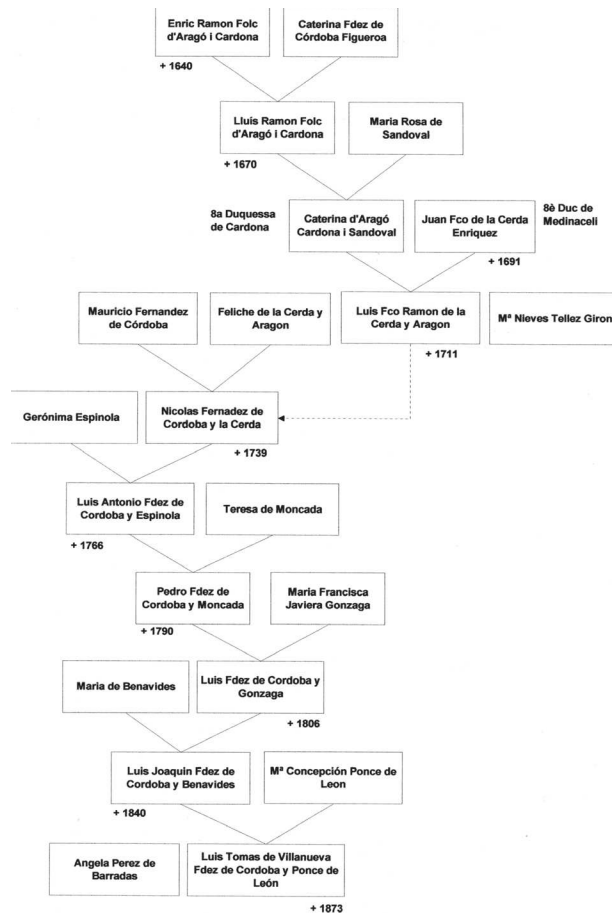 Enric Ramon Folc
d'Aragó i Cardona
Caterina Fdez de
Córdoba Figueroa
+ 1640
Lluis Ramon Folc
d'Aragó i Cardona
Maria Rosa de
Sandoval
+ 1670
8a Duquessa
de Cardona
Caterina d'Aragó
Cardona i Sandoval
Juan Fco de la Cerda
Enriquez
8è Duc de
Medinaceli
+ 1691
Mauricio Fernandez
de Córdoba
Feliche de la Cerda y
Aragon
Luis Fco Ramon de la
Cerda y Aragon
Mª Nieves Tellez Giron
+ 1711
Gerónima Espinola
Nicolas Fernadez de
Cordoba y la Cerda
+ 1739
Luis Antonio Fdez de
Cordoba y Espinola
Teresa de Moncada
+ 1766
Pedro Fdez de
Cordoba y Moncada
Maria Francisca
Javiera Gonzaga
+ 1790
Maria de Benavides
Luis Fdez de Cordoba y
Gonzaga
+ 1806
Luis Joaquin Fdez de
Cordoba y Benavides
Mª Concepción Ponce de
Leon
+ 1840
Angela Perez de
Barradas
Luis Tomas de Villanueva
Fdez de Cordoba y Ponce
de León
+ 1873